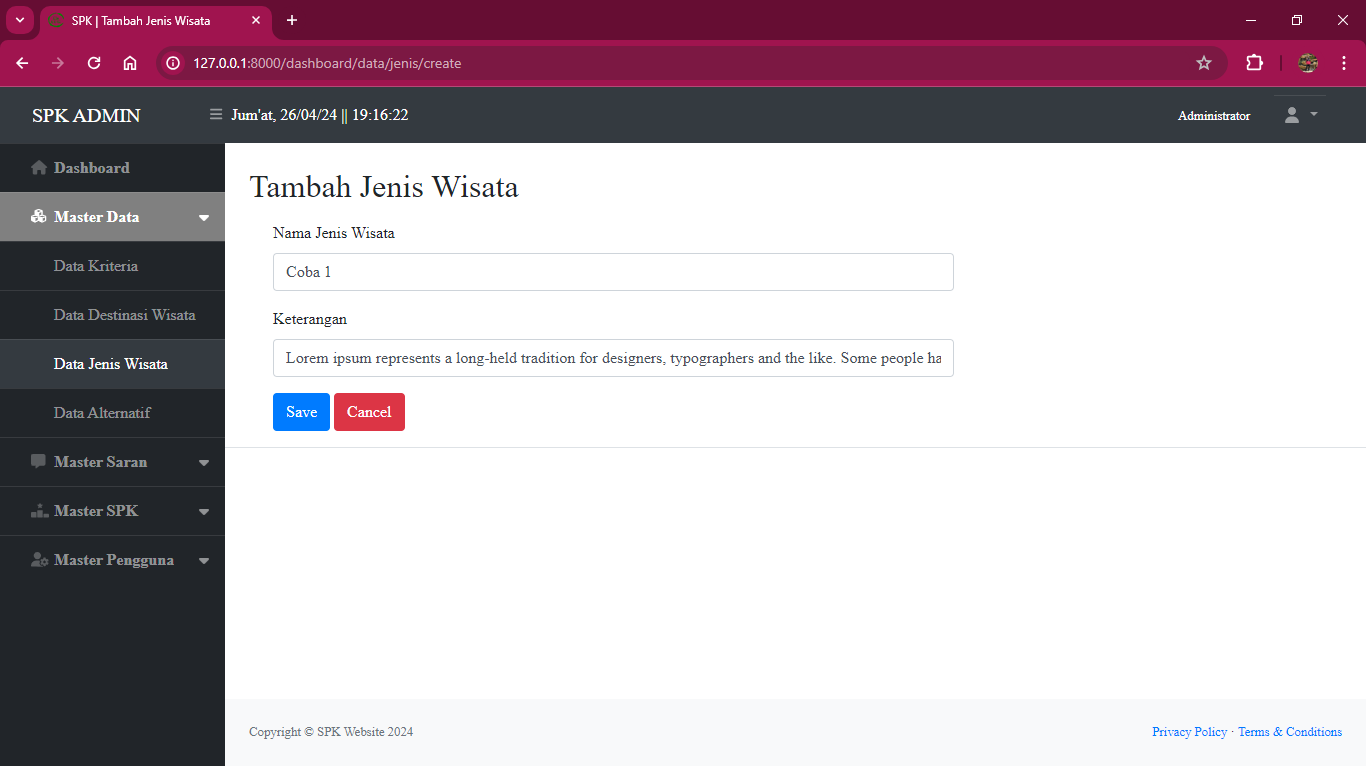 SPK | Tambah Jenis Wisata
127.0.0.1:8000/dashboard/data/jenis/create
SPK ADMIN
Jum'at, 26/04/24 || 19:16:22
Administrator
Dashboard
Master Data
Data Kriteria
Data Destinasi Wisata
Data Jenis Wisata
Data Alternatif
Master Saran
Master SPK
Master Pengguna
Tambah Jenis Wisata
Nama Jenis Wisata
Coba 1
Keterangan
Lorem ipsum represents a long-held tradition for designers, typographers and the like. Some people ha
Save Cancel
Copyright © SPK Website 2024
Privacy Policy · Terms & Conditions